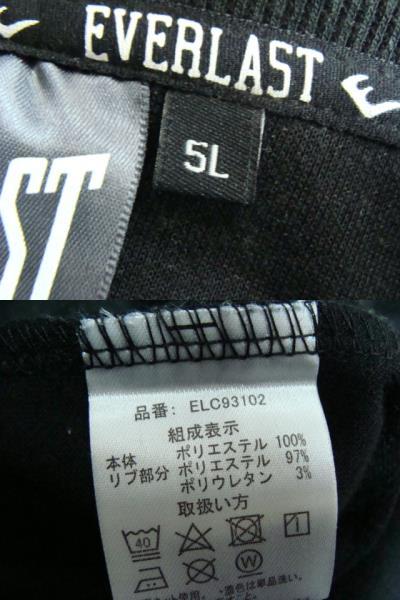 EVERLAST
5L
ST
品番: ELC93102
組成表示
本体 ポリエステル 100%
リブ部分 ポリエステル 97%
ポリウレタン 3%
取扱い方
40
W